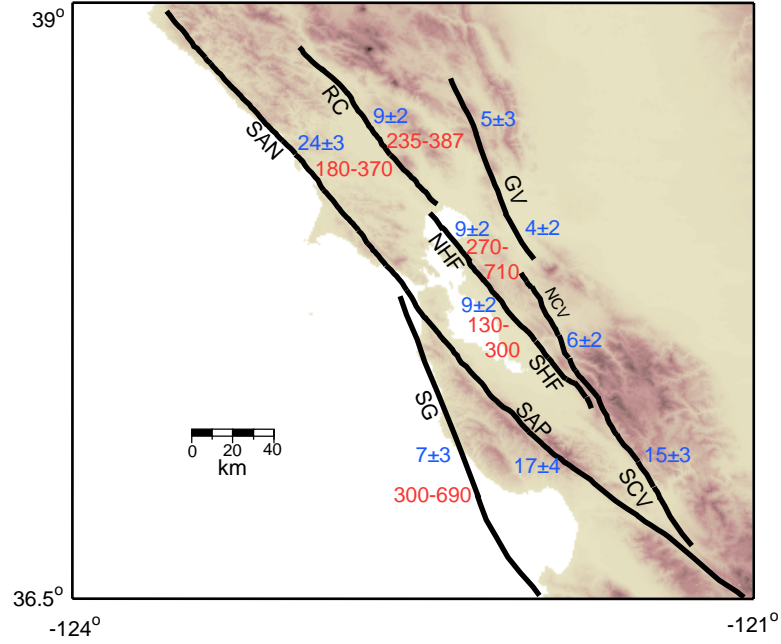 39°
RC
9±2
5±3
SAN
24±3
235-387
180-370
GV
9±2
4±2
NHF
270-
710
NCV
9±2
130-
300
6±2
SHF
SG
SAP
0 20 40
km
7±3
17±4
15±3
SCV
300-690
36.5°
-124°
-121°